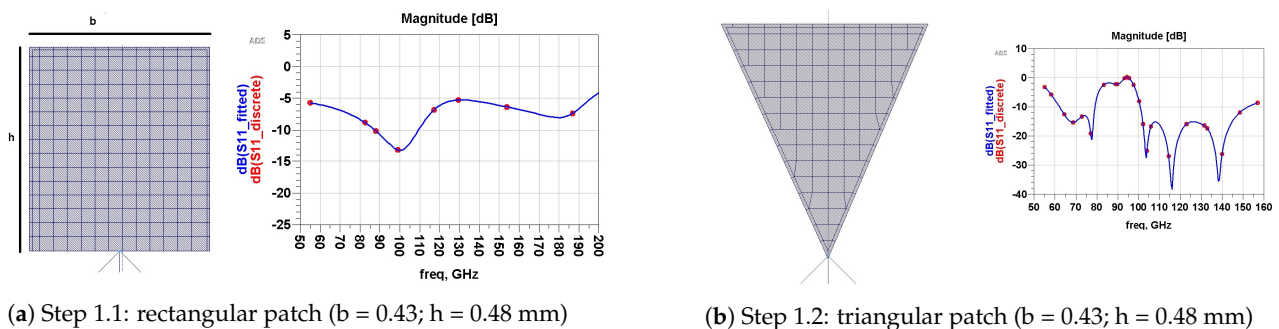 b
h
Magnitude [dB]
ADS
dB(S11_fitted)
dB(S11_discrete)
5
0
-5
-10
-15
-20
-25
50 60 70 80 90 100 110 120 130 140 150 160 170 180 190 200
freq, GHz
(a) Step 1.1: rectangular patch (b = 0.43; h = 0.48 mm)
Magnitude [dB]
ADS
dB(S11_fitted)
dB(S11_discrete)
10
0
-10
-20
-30
-40
50 60 70 80 90 100 110 120 130 140 150 160
freq, GHz
(b) Step 1.2: triangular patch (b = 0.43; h = 0.48 mm)